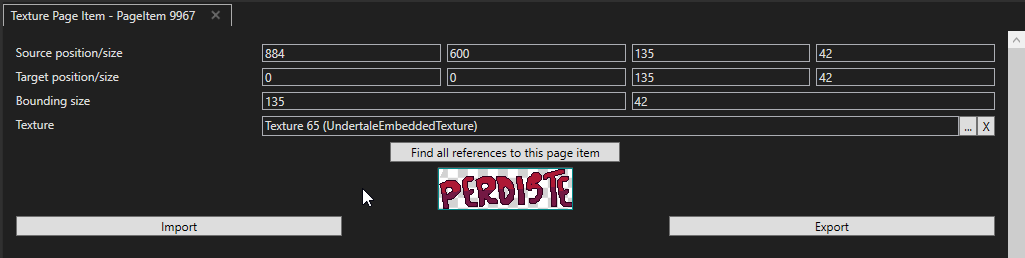 Texture Page Item - PageItem 9967
Source position/size 884 600 135 42
Target position/size 0 0 135 42
Bounding size 135 42
Texture Texture 65 (UndertaleEmbeddedTexture) ... X
Find all references to this page item
PERDISTE
Import Export